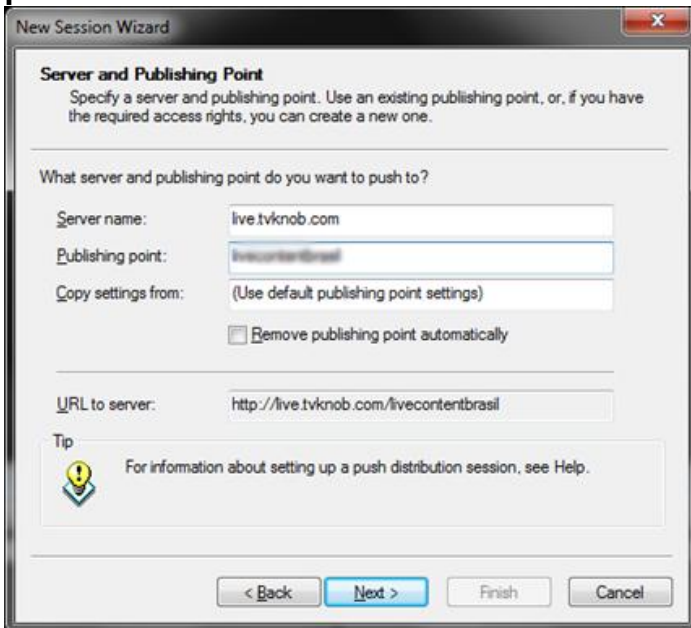 New Session Wizard
Server and Publishing Point
Specify a server and publishing point. Use an existing publiishing point, or, if you have
the required access rights, you can create a new one.
What server and publishing point do you want to push to?
Server name: live.tvknob.com
Publishing point:
Copy settings from: (Use default publishing point settings)
Remove publishing point automatically
URL to server: http://live.tvknob.com/livecontentbrasil
Tip
For information about setting up a push distribution session, see Help.
< Back Next > Finish Cancel